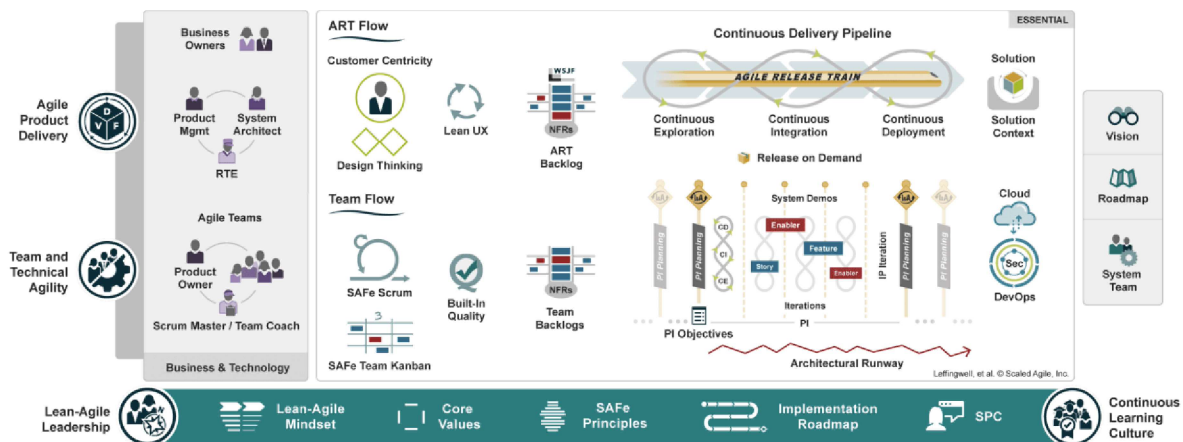 ESSENTIAL
Agile
Product
Delivery
D
V
F
Team and
Technical
Agility
Business
Owners
Product
Mgmt
System
Architect
RTE
Agile Teams
Product
Owner
Scrum Master / Team Coach
Business & Technology
ART Flow
Customer Centricity
Design Thinking
Lean UX
WSJF
NFRs
ART
Backlog
Team Flow
SAFe Scrum
3
SAFe Team Kanban
Built-In
Quality
NFRs
Team
Backlogs
Continuous Delivery Pipeline
AGILE RELEASE TRAIN
Continuous
Exploration
Continuous
Integration
Continuous
Deployment
Release on Demand
Solution
Solution
Context
I&A
PI Planning
I&A
PI Planning
CD
CI
CE
System Demos
Enabler
Feature
Story
Enabler
Iterations
IP Iteration
I&A
PI Planning
I&A
PI Planning
PI
PI Objectives
Architectural Runway
Cloud
Sec
DevOps
Leffingwell, et al. © Scaled Agile, Inc.
Vision
Roadmap
System
Team
Lean-Agile
Leadership
Lean-Agile
Mindset
Core
Values
SAFe
Principles
Implementation
Roadmap
SPC
Continuous
Learning
Culture